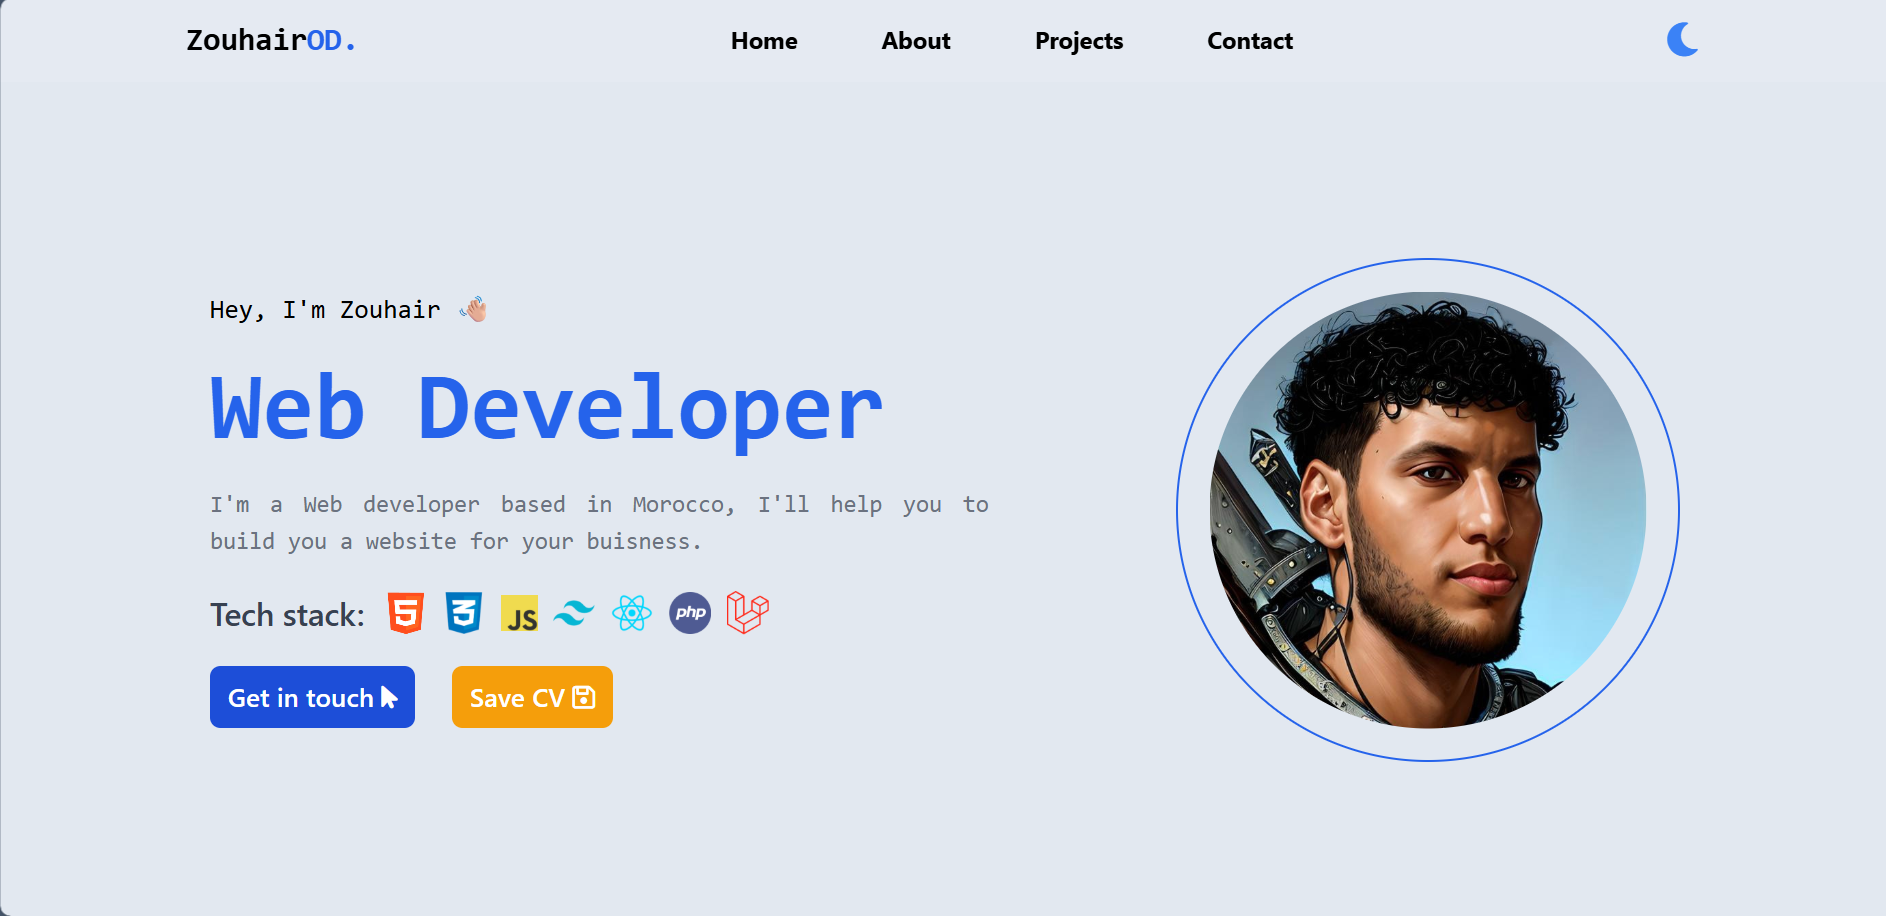 ZouhairOD.
Home About Projects Contact
Hey, I'm Zouhair 👋🏼
Web Developer
I'm a Web developer based in Morocco, I'll help you to
build you a website for your buisness.
Tech stack: 5 3 JS php
Get in touch Save CV